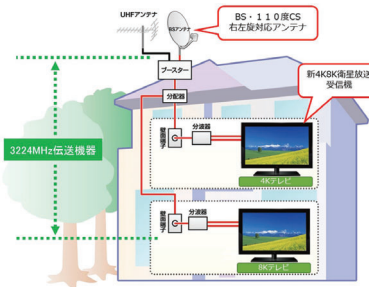 UHFアンテナ
BSアンテナ
BS・110度CS
右左旋対応アンテナ
ブースター
新4K8K衛星放送
受信機
分配器
3224MHz伝送機器
壁面端子
分波器
4Kテレビ
壁面端子
分波器
8Kテレビ